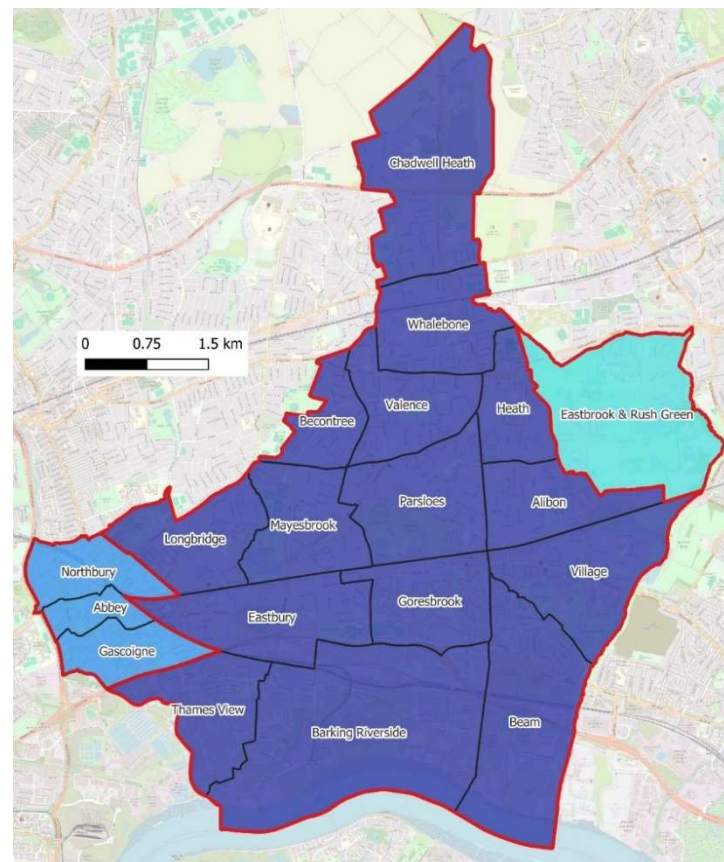 Chadwell Heath
Whalebone
0 0.75 1.5 km
Eastbrook & Rush Green
Valence
Heath
Becontree
Parsloes
Alibon
Mayesbrook
Longbridge
Northbury
Village
Abbey
Goresbrook
Eastbury
Gascoigne
Thames View
Beam
Barking Riverside